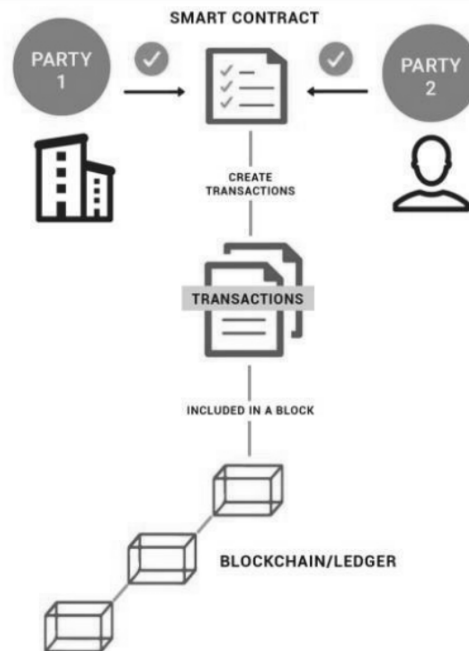 SMART CONTRACT
PARTY
1
PARTY
2
CREATE
TRANSACTIONS
TRANSACTIONS
INCLUDED IN A BLOCK
BLOCKCHAIN/LEDGER